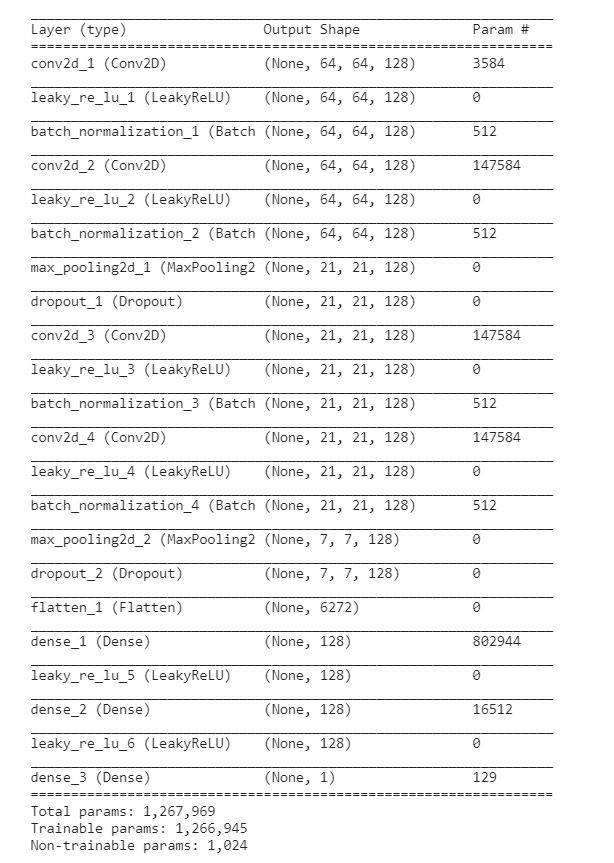 Layer (type) Output Shape Param #
conv2d_1 (Conv2D) (None, 64, 64, 128) 3584
leaky_re_lu_1 (LeakyReLU) (None, 64, 64, 128) 0
batch_normalization_1 (Batch (None, 64, 64, 128) 512
conv2d_2 (Conv2D) (None, 64, 64, 128) 147584
leaky_re_lu_2 (LeakyReLU) (None, 64, 64, 128) 0
batch_normalization_2 (Batch (None, 64, 64, 128) 512
max_pooling2d_1 (MaxPooling2 (None, 21, 21, 128) 0
dropout_1 (Dropout) (None, 21, 21, 128) 0
conv2d_3 (Conv2D) (None, 21, 21, 128) 147584
leaky_re_lu_3 (LeakyReLU) (None, 21, 21, 128) 0
batch_normalization_3 (Batch (None, 21, 21, 128) 512
conv2d_4 (Conv2D) (None, 21, 21, 128) 147584
leaky_re_lu_4 (LeakyReLU) (None, 21, 21, 128) 0
batch_normalization_4 (Batch (None, 21, 21, 128) 512
max_pooling2d_2 (MaxPooling2 (None, 7, 7, 128) 0
dropout_2 (Dropout) (None, 7, 7, 128) 0
flatten_1 (Flatten) (None, 6272) 0
dense_1 (Dense) (None, 128) 802944
leaky_re_lu_5 (LeakyReLU) (None, 128) 0
dense_2 (Dense) (None, 128) 16512
leaky_re_lu_6 (LeakyReLU) (None, 128) 0
dense_3 (Dense) (None, 1) 129
Total params: 1,267,969
Trainable params: 1,266,945
Non-trainable params: 1,024